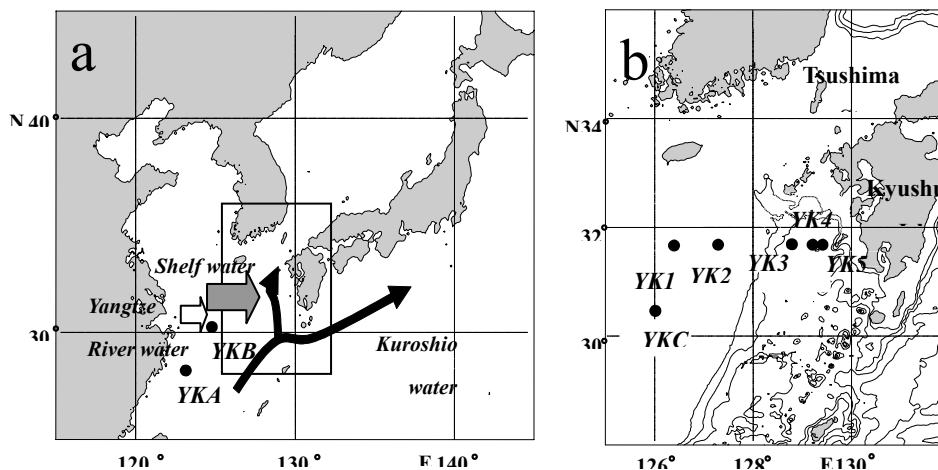 a
N 40°
Shelf water
Yangtze
River water
YKB
YKA
Kuroshio
water
30°
120°
130°
E 140°
b
Tsushima
N34°
Kyushu
32°
YK4
YK1
YK2
YK3
YK5
YKC
30°
126°
128°
E130°